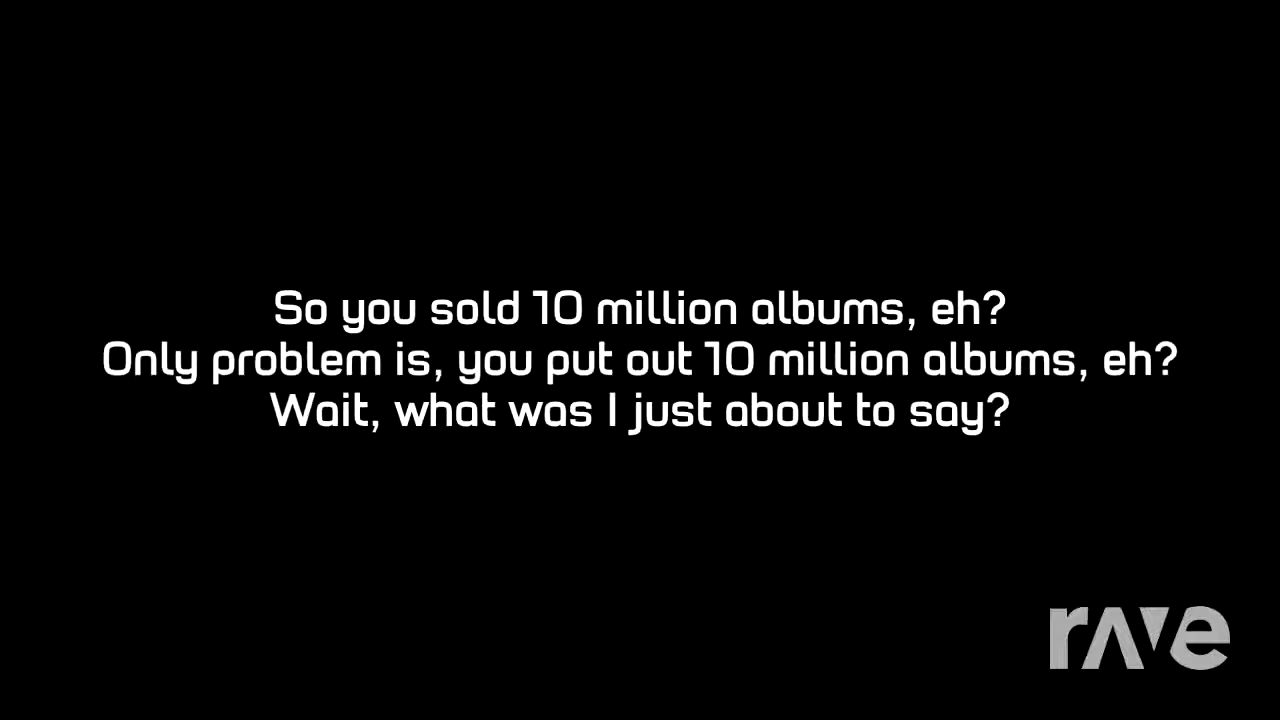 So you sold 10 million albums, eh?
Only problem is, you put out 10 million albums, eh?
Wait, what was I just about to say?
rave